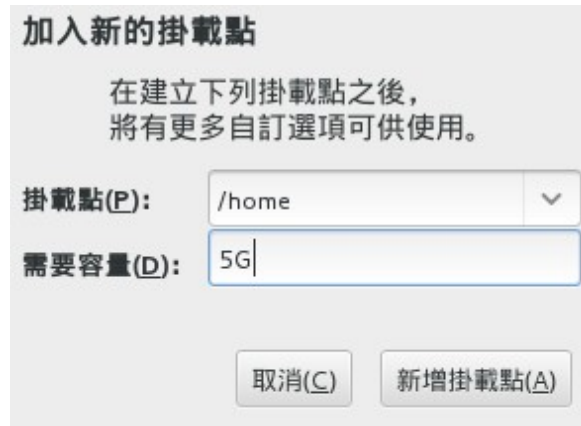 加入新的掛載點
在建立下列掛載點之後，
將有更多自訂選項可供使用。
掛載點(P)： /home
需要容量(D)： 5G
取消(C) 新增掛載點(A)